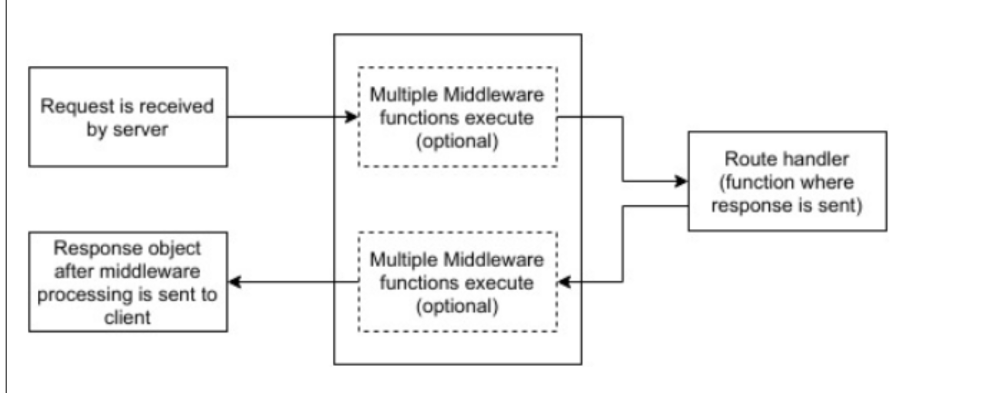 Request is received
by server
Multiple Middleware
functions execute
(optional)
Route handler
(function where
response is sent)
Multiple Middleware
functions execute
(optional)
Response object
after middleware
processing is sent to
client